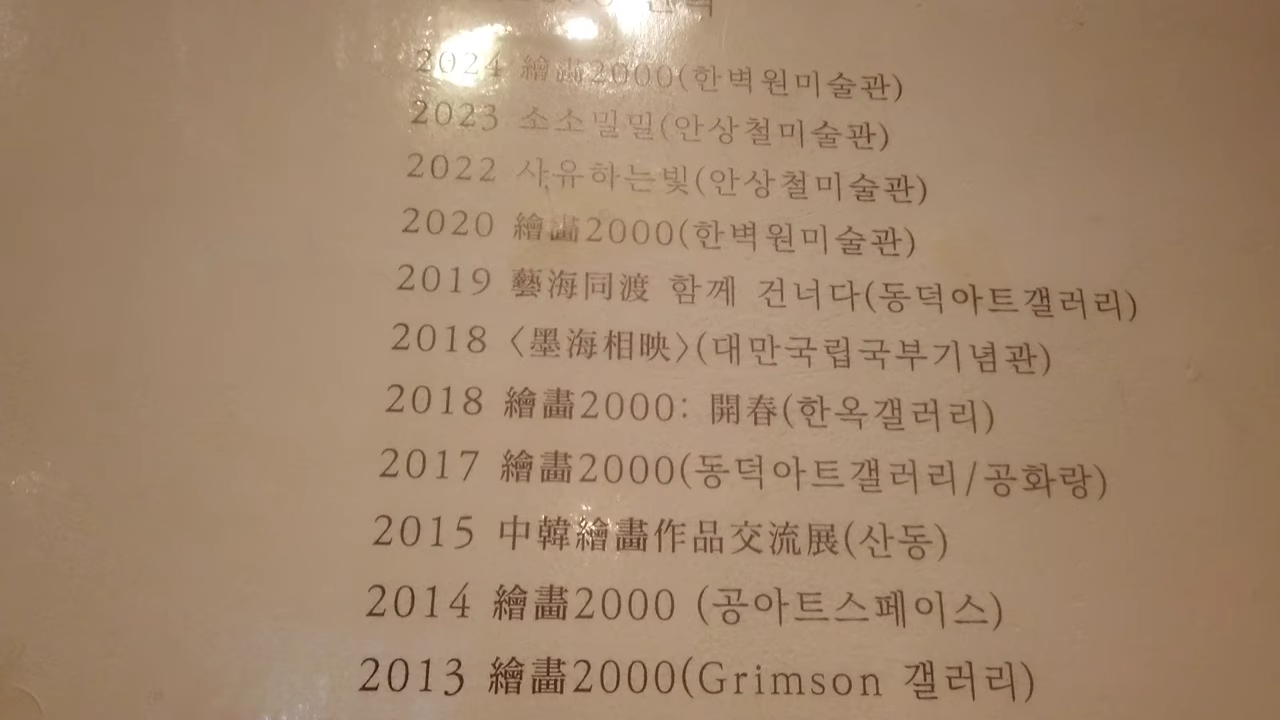 2024 繪畵2000(한벽원미술관)
2023 소소밀밀(안상철미술관)
2022 사유하는빛(안상철미술관)
2020 繪畵2000(한벽원미술관)
2019 藝海同渡 함께 건너다(동덕아트갤러리)
2018 〈墨海相映〉(대만국립국부기념관)
2018 繪畵2000: 開春(한옥갤러리)
2017 繪畵2000(동덕아트갤러리/공화랑)
2015 中韓繪畵作品交流展(산동)
2014 繪畵2000 (공아트스페이스)
2013 繪畵2000(Grimson 갤러리)